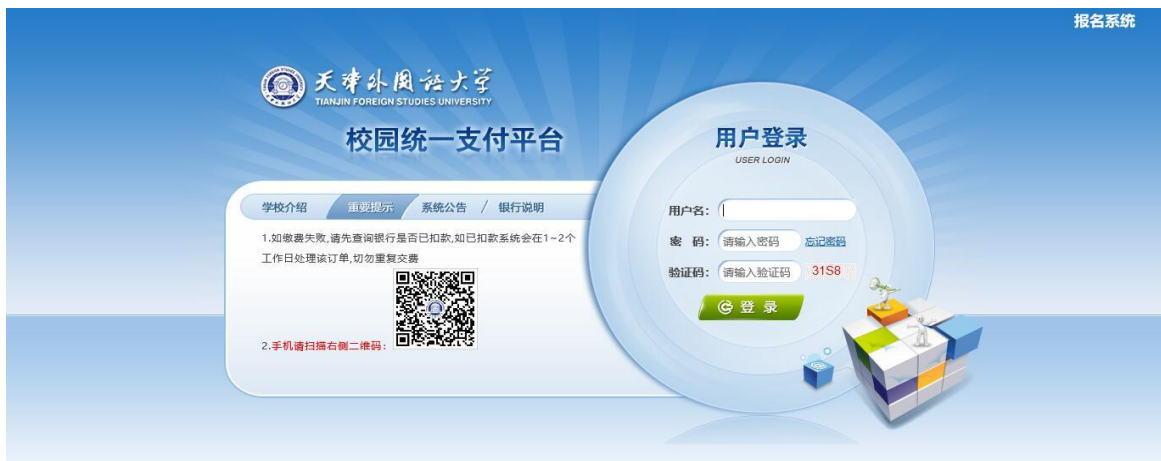 报名系统
天津外国语大学
TIANJIN FOREIGN STUDIES UNIVERSITY
校园统一支付平台
学校介绍 重要提示 系统公告 / 银行说明
1.如缴费失败,请先查询银行是否已扣款,如已扣款系统会在1~2个
工作日处理该订单,切勿重复交费
2.手机请扫描右侧二维码:
用户登录
USER LOGIN
用户名:
密 码: 请输入密码 忘记密码
验证码: 请输入验证码 31S8
登 录